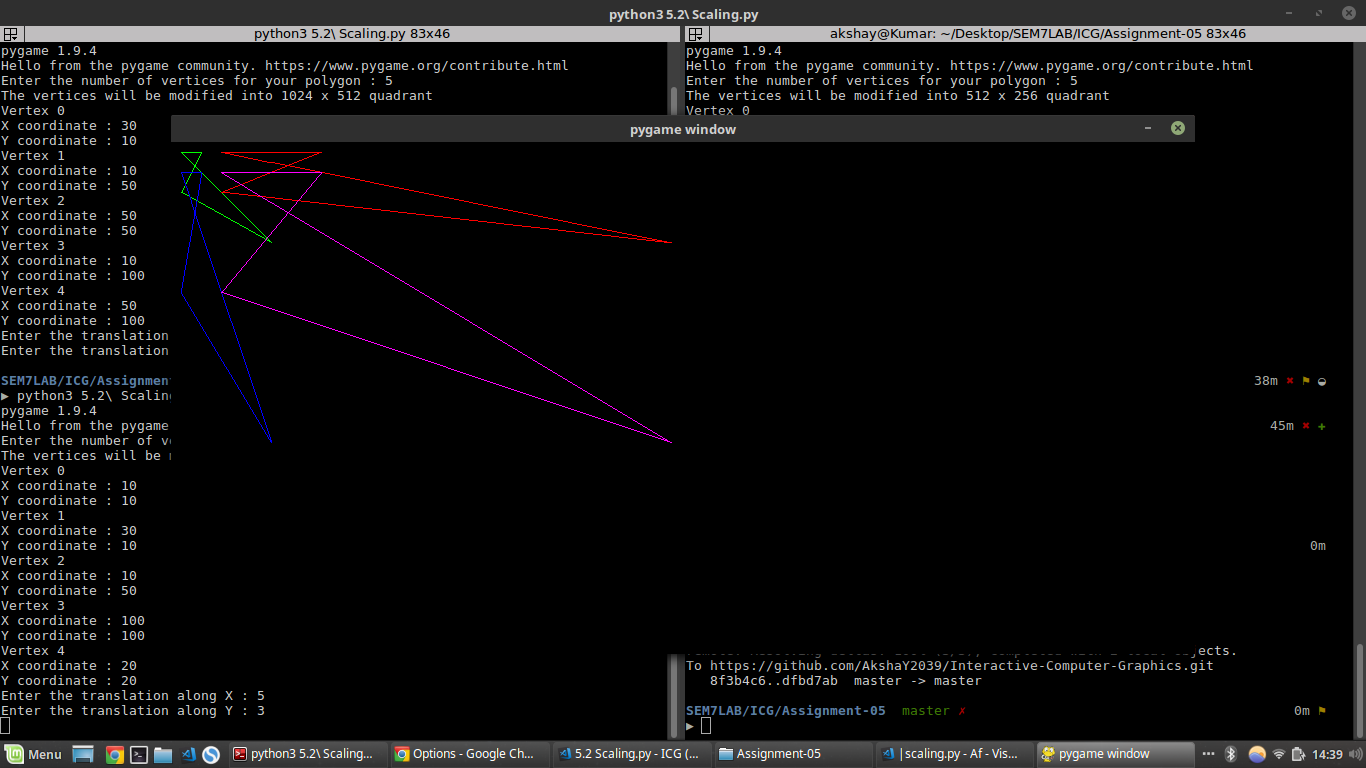 python3 5.2\ Scaling.py
python3 5.2\ Scaling.py 83x46
pygame 1.9.4
Hello from the pygame community. https://www.pygame.org/contribute.html
Enter the number of vertices for your polygon : 5
The vertices will be modified into 1024 x 512 quadrant
Vertex 0
X coordinate : 30
Y coordinate : 10
Vertex 1
X coordinate : 10
Y coordinate : 50
Vertex 2
X coordinate : 50
Y coordinate : 50
Vertex 3
X coordinate : 10
Y coordinate : 100
Vertex 4
X coordinate : 50
Y coordinate : 100
Enter the translation
Enter the translation
SEM7LAB/ICG/Assignment
▶ python3 5.2\ Scaling
pygame 1.9.4
Hello from the pygame
Enter the number of
The vertices will be
Vertex 0
X coordinate : 10
Y coordinate : 10
Vertex 1
X coordinate : 30
Y coordinate : 10
Vertex 2
X coordinate : 10
Y coordinate : 50
Vertex 3
X coordinate : 100
Y coordinate : 100
Vertex 4
X coordinate : 20
Y coordinate : 20
Enter the translation along X : 5
Enter the translation along Y : 3
akshay@Kumar: ~/Desktop/SEM7LAB/ICG/Assignment-05 83x46
pygame 1.9.4
Hello from the pygame community. https://www.pygame.org/contribute.html
Enter the number of vertices for your polygon : 5
The vertices will be modified into 512 x 256 quadrant
Vertex 0
pygame window
38m
45m
0m
To https://github.com/AkshaY2039/Interactive-Computer-Graphics.git
8f3b4c6..dfbd7ab master -> master
SEM7LAB/ICG/Assignment-05 master ✗ 0m
▶
Menu
python3 5.2\ Scaling...
Options - Google Ch...
5.2 Scaling.py - ICG (...
Assignment-05
scaling.py - Af - Vis...
pygame window
14:39